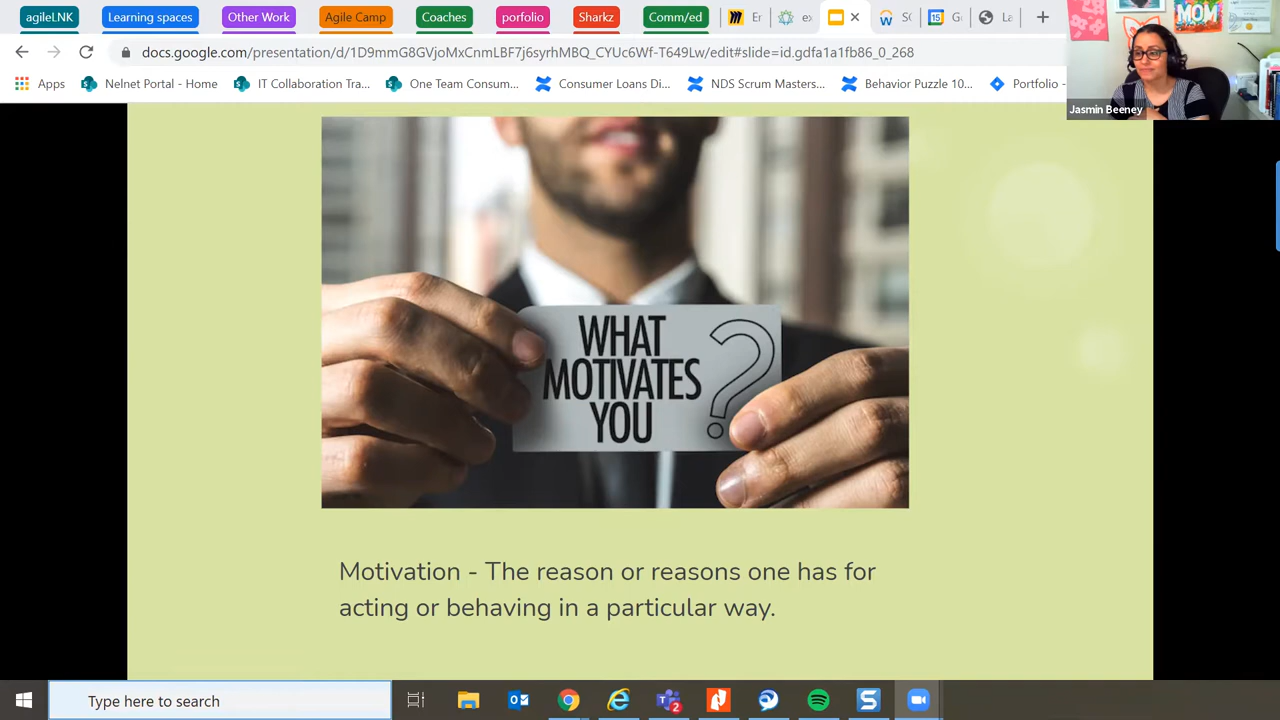 agileLNK Learning spaces Other Work Agile Camp Coaches porfolio Sharkz Comm/ed
docs.google.com/presentation/d/1D9mmG8GVjoMxCnmLBF7j6syrhMBQ_CYUc6Wf-T649Lw/edit#slide=id.gdfa1a1fb86_0_268
Apps Nelnet Portal - Home IT Collaboration Tra... One Team Consum... Consumer Loans Di... NDS Scrum Masters... Behavior Puzzle 10... Portfolio -
MOM
Jasmin Beeney
WHAT
MOTIVATES
YOU ?
Motivation - The reason or reasons one has for
acting or behaving in a particular way.
Type here to search
2